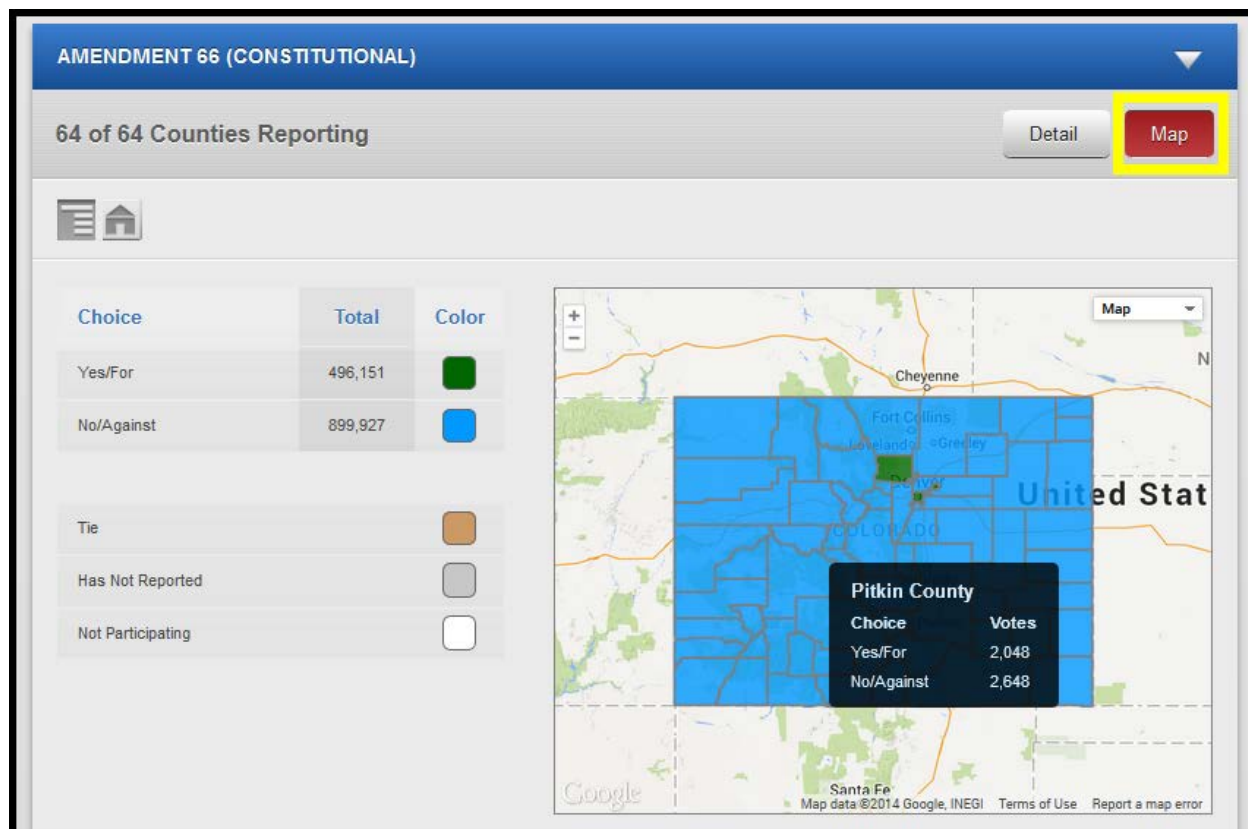 AMENDMENT 66 (CONSTITUTIONAL)
64 of 64 Counties Reporting
Detail
Map
Choice Total Color
Yes/For 496,151
No/Against 899,927
Tie
Has Not Reported
Not Participating
+
−
Map
N
Cheyenne
Fort Collins
Loveland
Greeley
Denver
United Stat
COLORADO
Pitkin County
Choice Votes
Yes/For 2,048
No/Against 2,648
Santa Fe
Google
Map data ©2014 Google, INEGI Terms of Use Report a map error